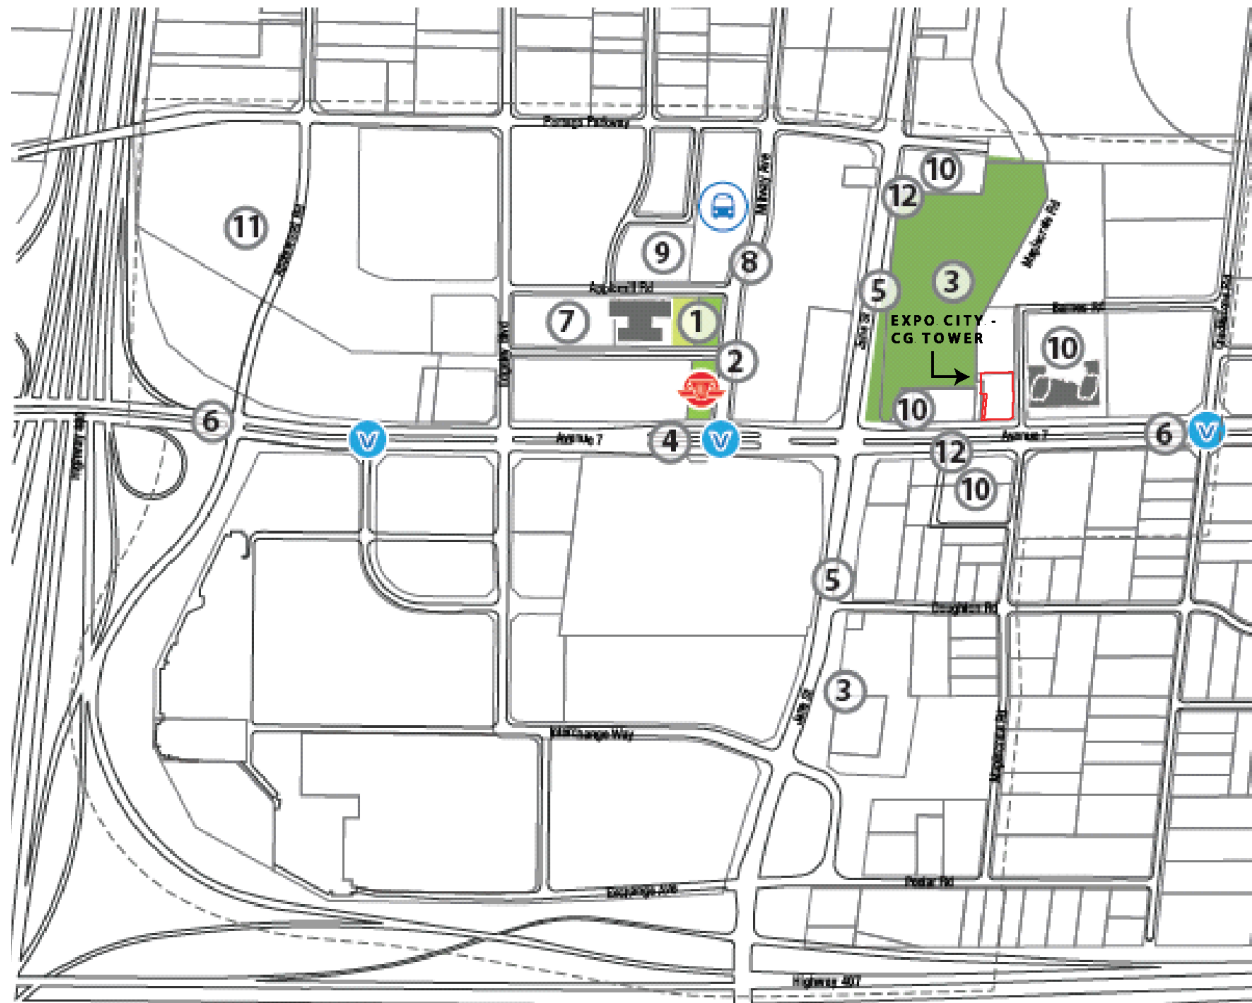 Portage Parkway
10
Millway Ave
12
11
Maplecrete Rd
9
8
Applemill Rd
3
5
Barnes Rd
7
1
EXPO CITY -
CG TOWER
Jane St
10
Edgeley Blvd
2
10
6
V
Avenue 7
4
V
Avenue 7
6
V
12
Highway 400
10
5
Doughton Rd
3
Jane St
Interchange Way
Maplecrete Rd
Exchange Ave
Peelar Rd
Highway 407